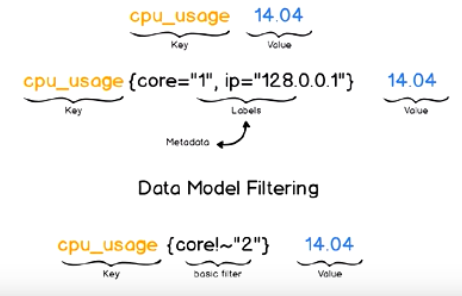 cpu_usage 14.04
Key Value
cpu_usage {core="1", ip="128.0.0.1"} 14.04
Key Labels Value
Metadata
Data Model Filtering
cpu_usage {core!~"2"} 14.04
Key basic filter Value